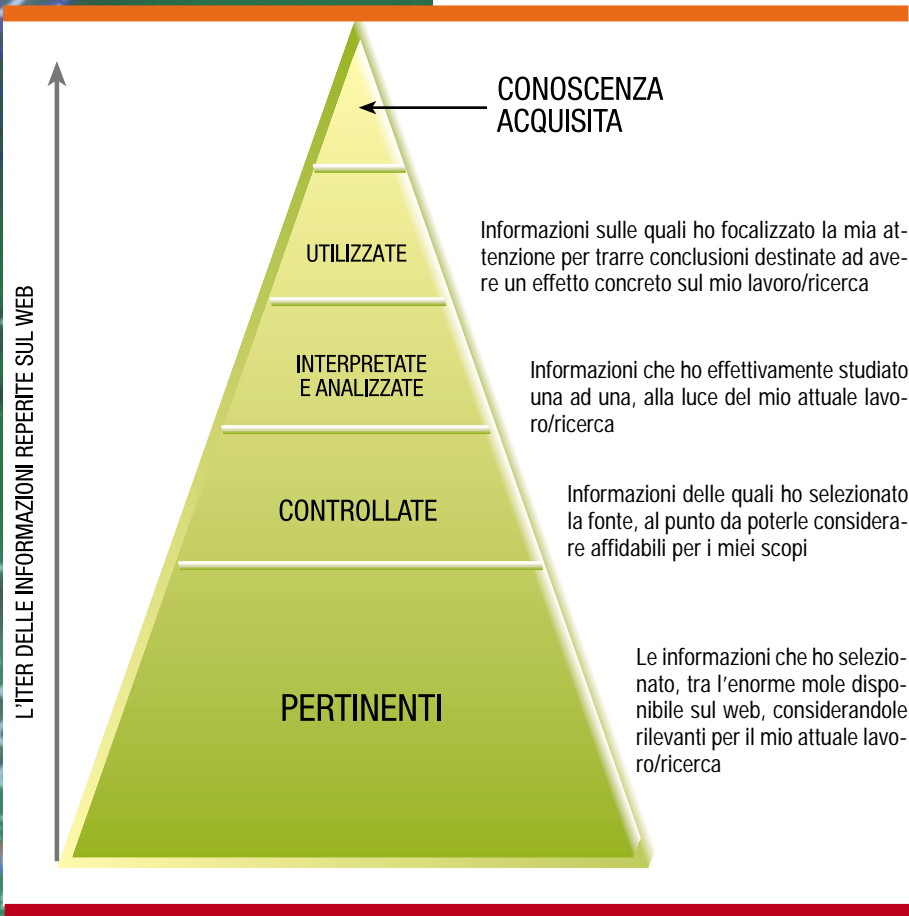 L'ITER DELLE INFORMAZIONI REPERITE SUL WEB
CONOSCENZA
ACQUISITA
UTILIZZATE
Informazioni sulle quali ho focalizzato la mia at-
tenzione per trarre conclusioni destinate ad ave-
re un effetto concreto sul mio lavoro/ricerca
INTERPRETATE
E ANALIZZATE
Informazioni che ho effettivamente studiato
una ad una, alla luce del mio attuale lavo-
ro/ricerca
CONTROLLATE
Informazioni delle quali ho selezionato
la fonte, al punto da poterle considera-
re affidabili per i miei scopi
PERTINENTI
Le informazioni che ho selezio-
nato, tra l'enorme mole dispo-
nibile sul web, considerandole
rilevanti per il mio attuale lavo-
ro/ricerca